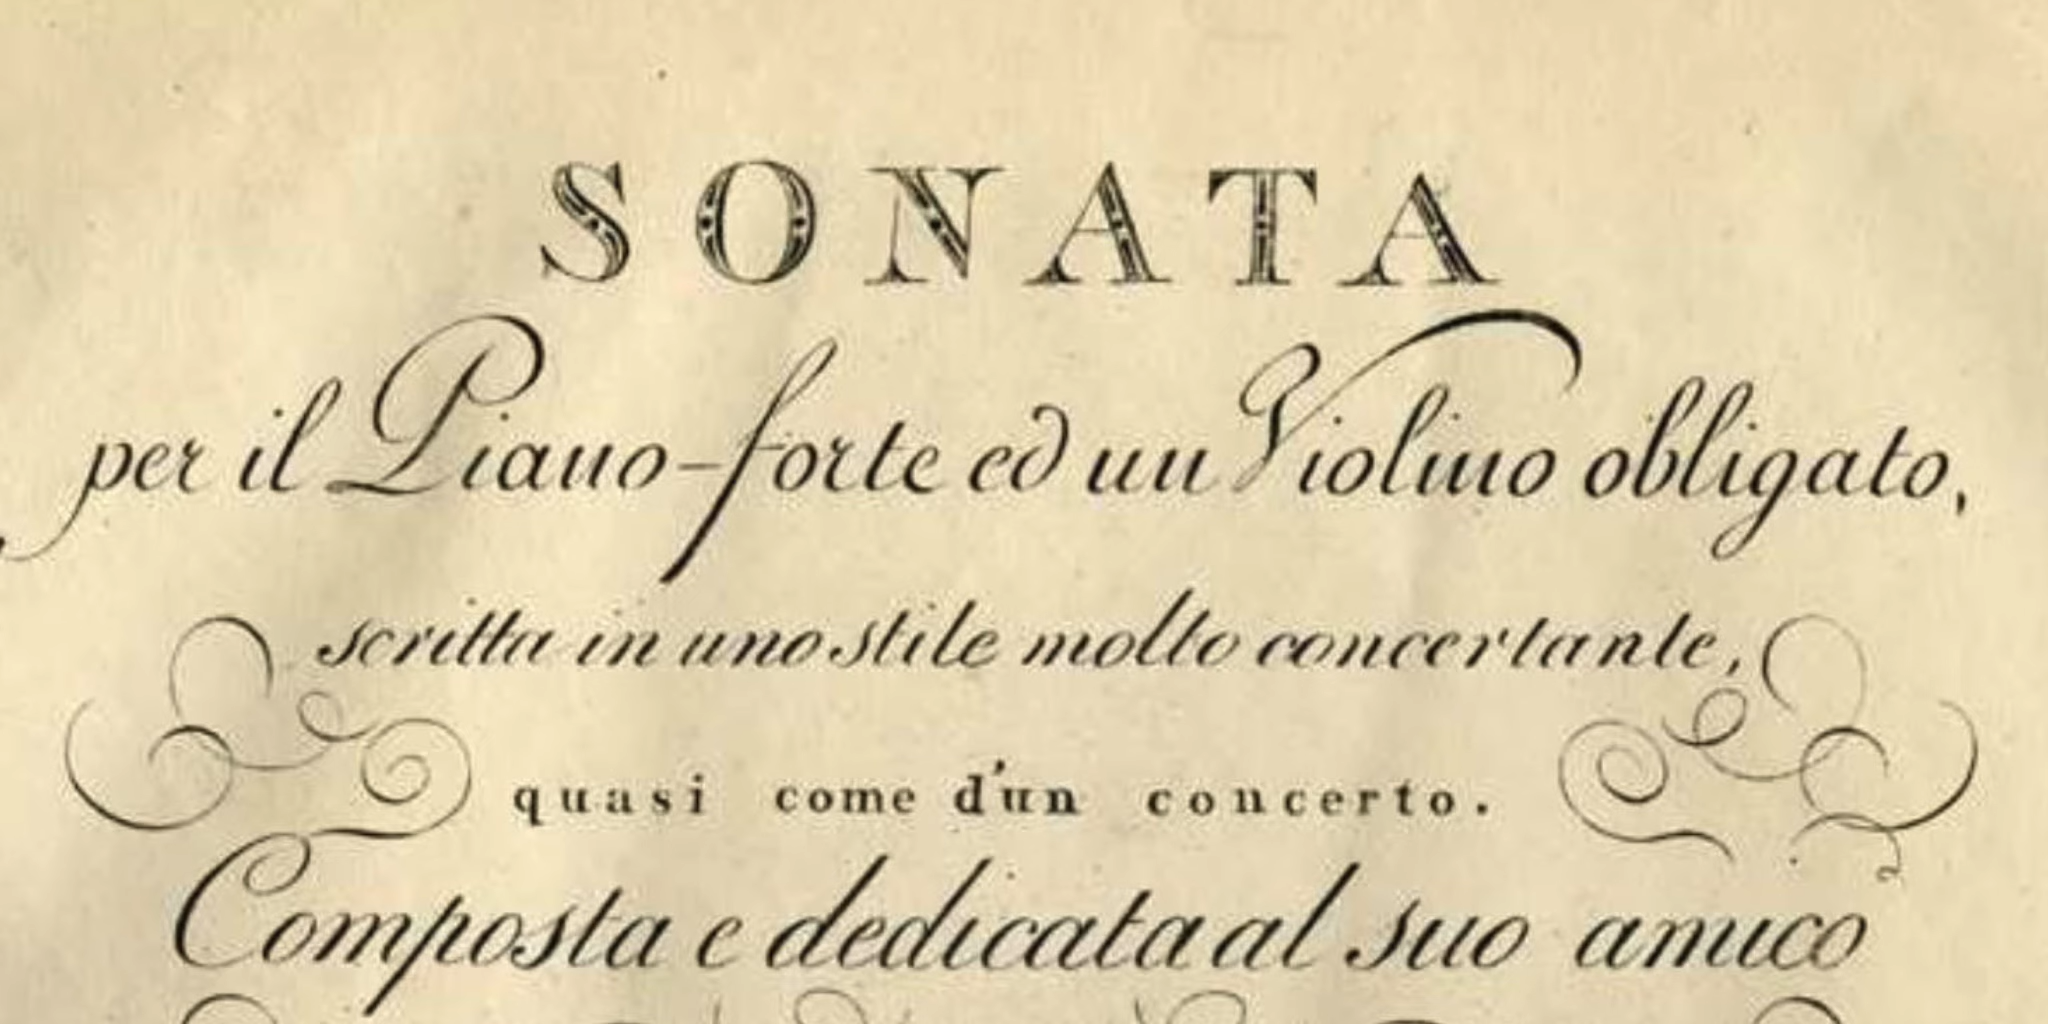 SONATA
per il Piano-forte ed un Violino obligato,
scritta in uno stile molto concertante,
quasi come d'un concerto.
Composta e dedicata al suo amico